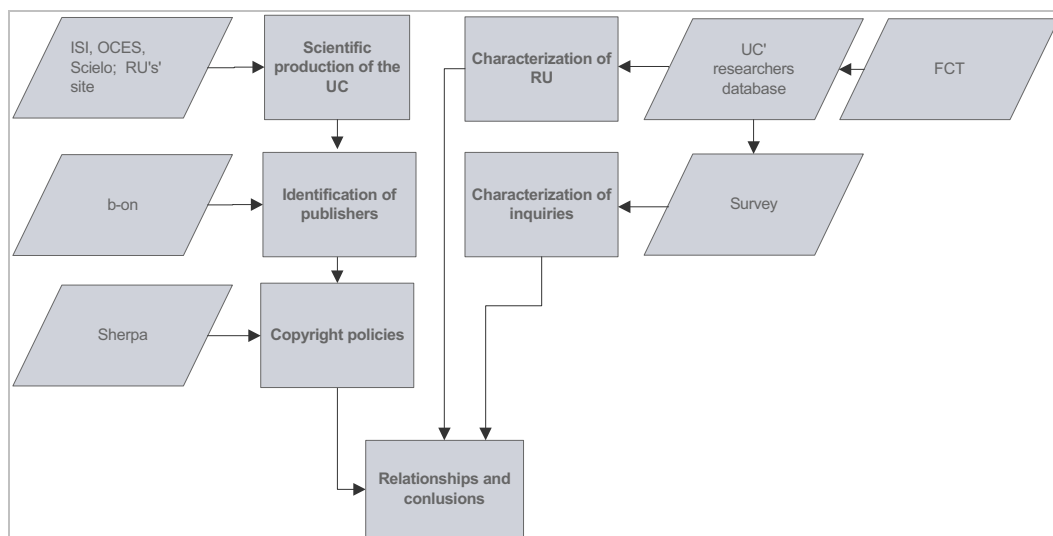 ISI, OCES,
Scielo;  RU's'
site
Scientific
production of the
UC
Characterization of
RU
UC'
researchers
database
FCT
b-on
Identification of
publishers
Characterization of
inquiries
Survey
Sherpa
Copyright policies
Relationships and
conlusions